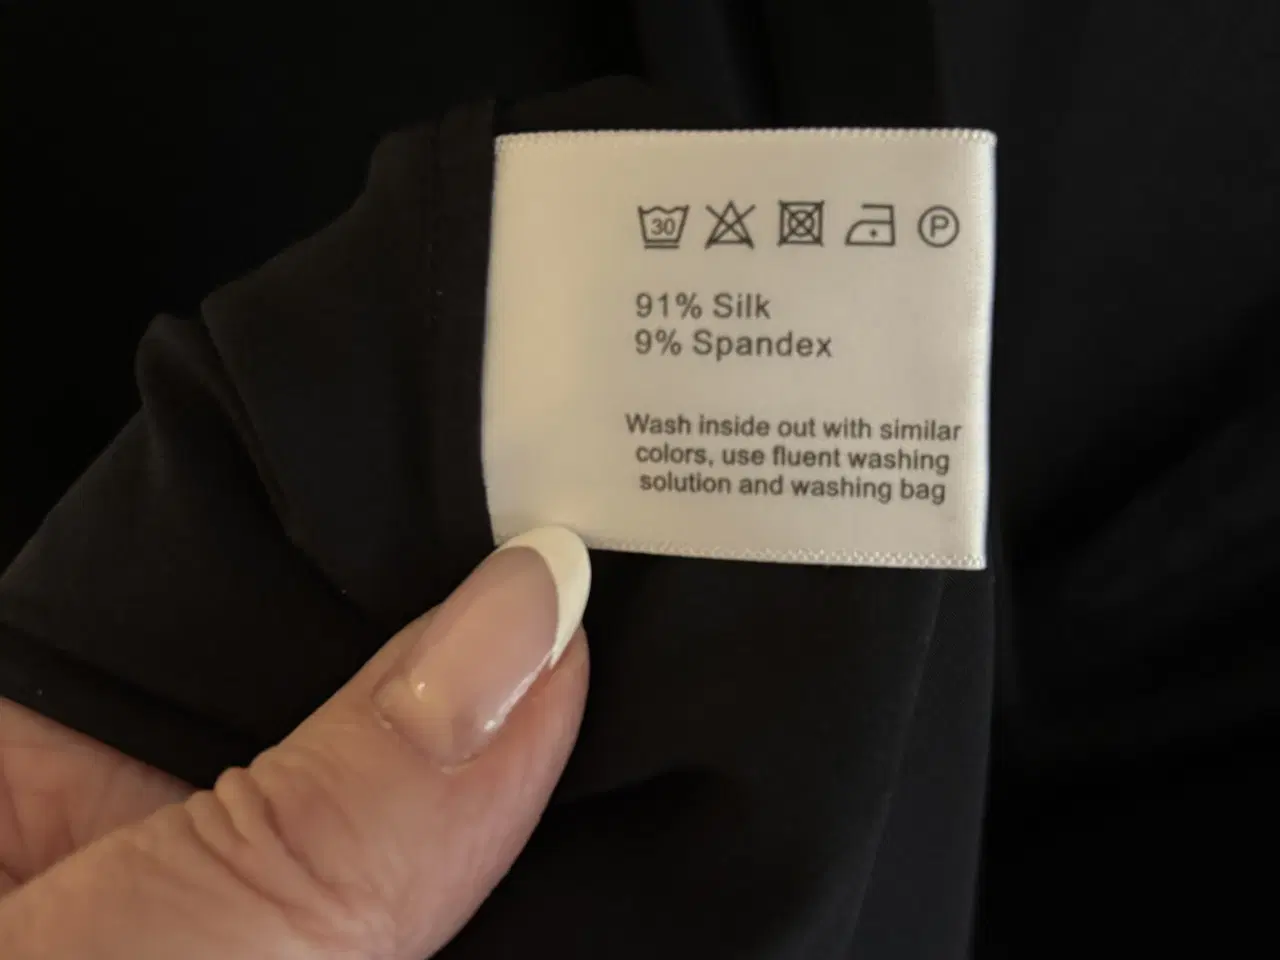 30 P
91% Silk
9% Spandex
Wash inside out with similar
colors, use fluent washing
solution and washing bag